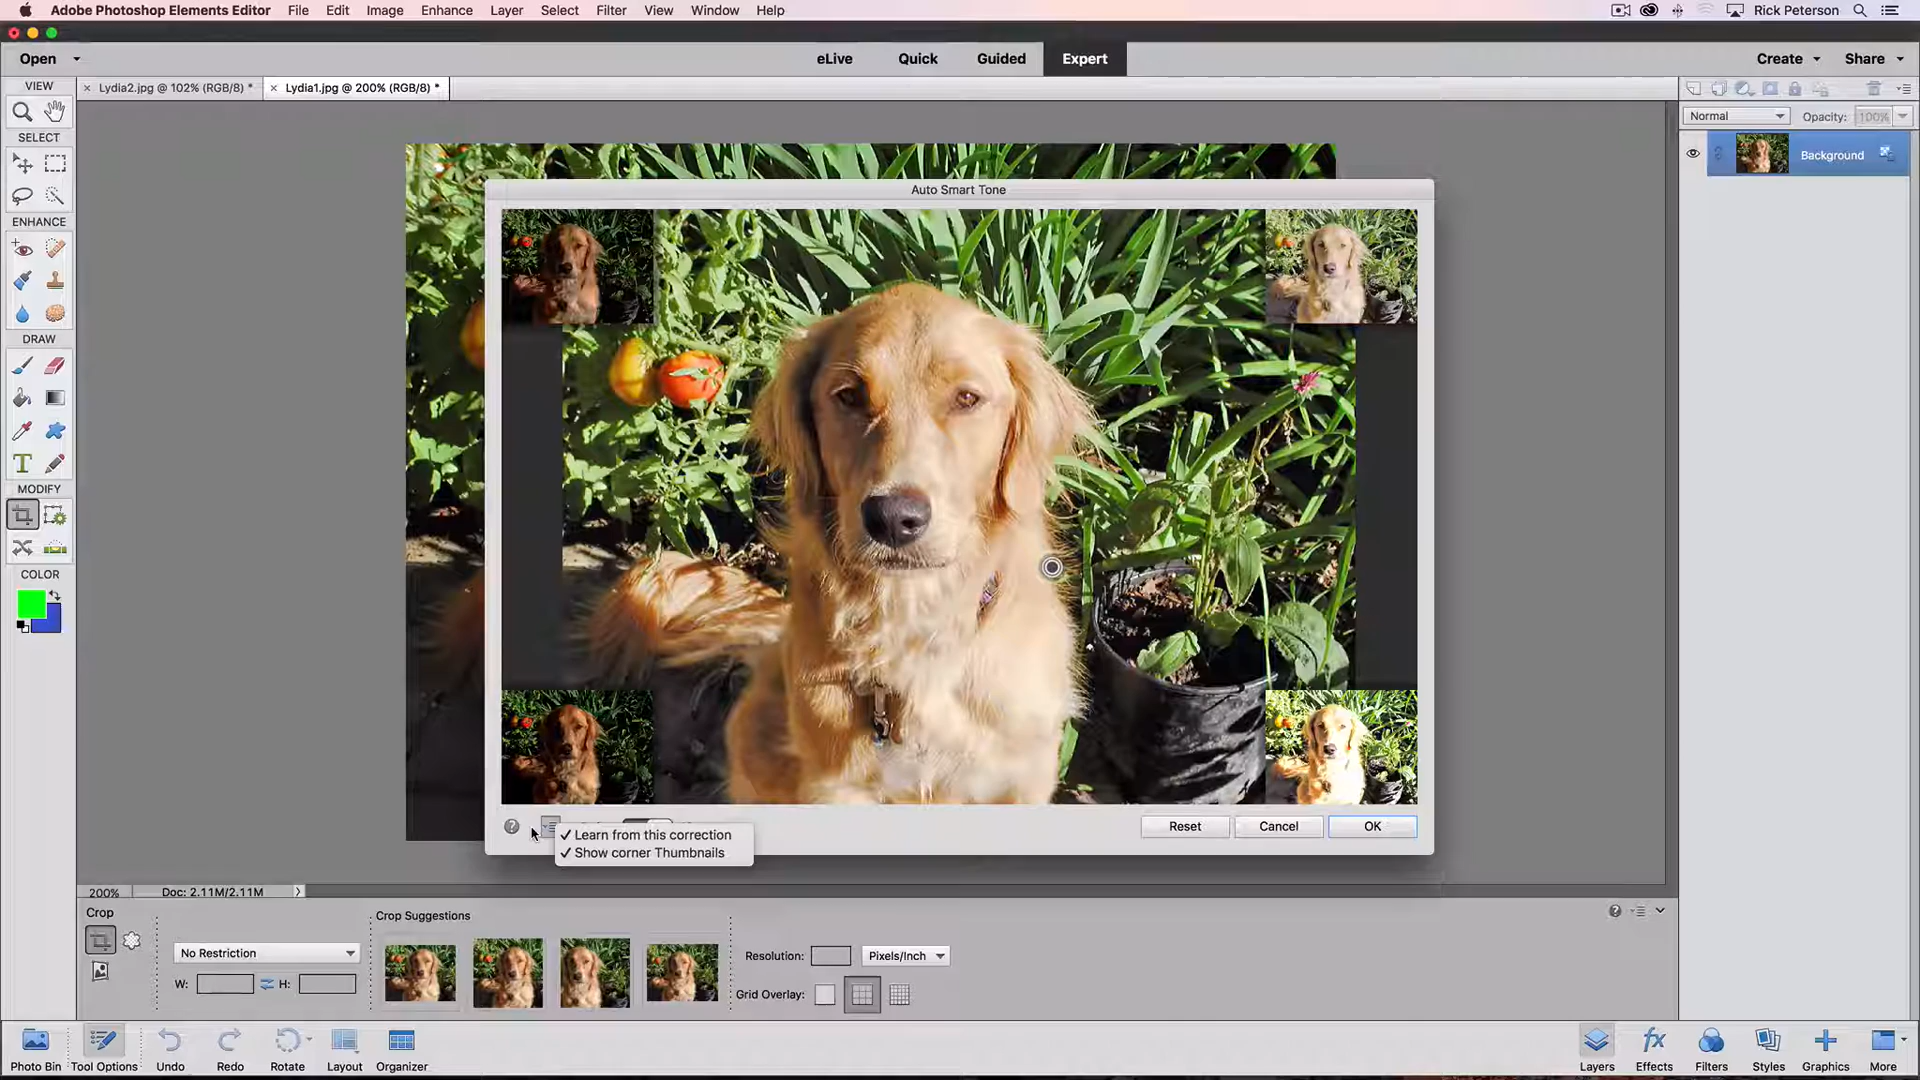 Adobe Photoshop Elements Editor File Edit Image Enhance Layer Select Filter View Window Help Rick Peterson
Open eLive Quick Guided Expert Create Share
VIEW
Lydia2.jpg @ 102% (RGB/8) * Lydia1.jpg @ 200% (RGB/8) *
Normal Opacity: 100%
SELECT
Background
Auto Smart Tone
ENHANCE
DRAW
MODIFY
COLOR
Learn from this correction
Show corner Thumbnails
Reset Cancel OK
200% Doc: 2.11M/2.11M
Crop Crop Suggestions
No Restriction Resolution: Pixels/Inch
W: H: Grid Overlay:
Photo Bin Tool Options Undo Redo Rotate Layout Organizer Layers Effects Filters Styles Graphics More